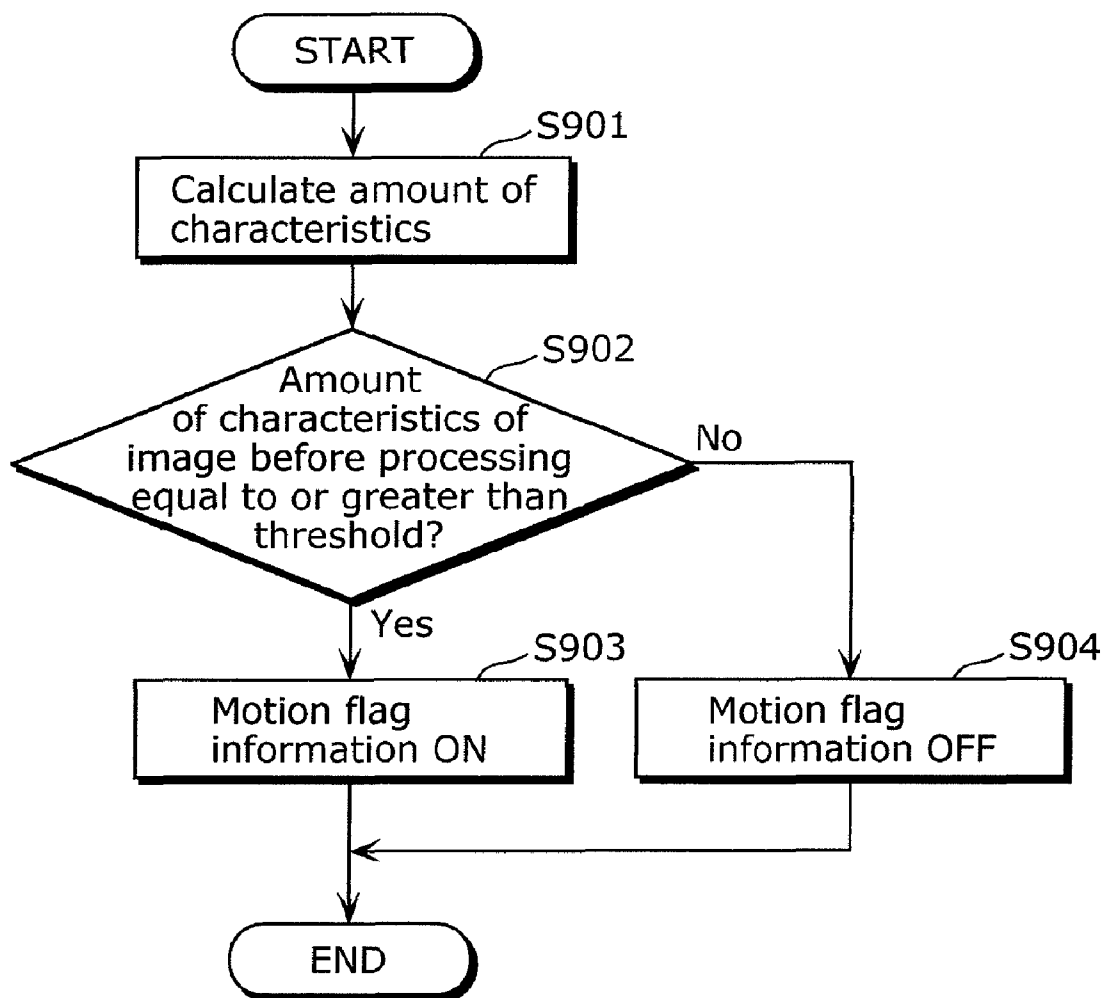 START
S901
Calculate amount of
characteristics
S902
Amount
of characteristics of
image before processing
equal to or greater than
threshold?
No
Yes
S903
Motion flag
information ON
S904
Motion flag
information OFF
END